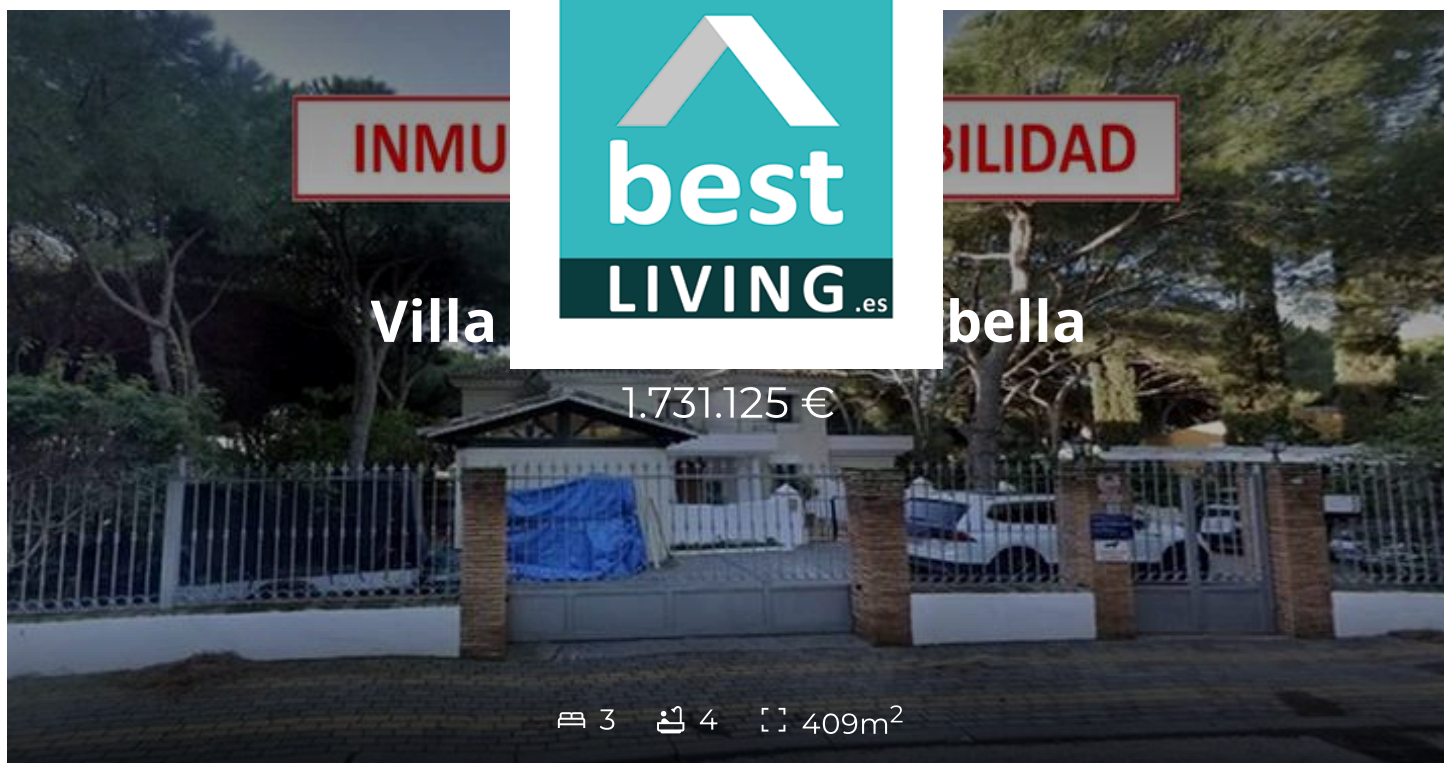 INMU
BILIDAD
best
LIVING.es
Villa
bella
1.731.125 €
3
4
409m²